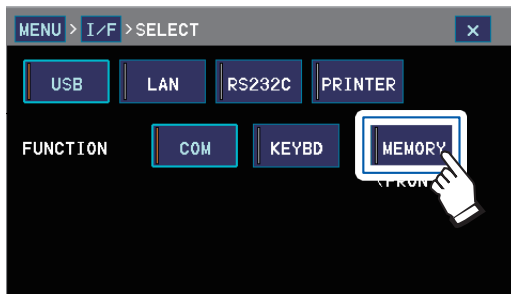 MENU > I/F >SELECT ×
USB LAN RS232C PRINTER
FUNCTION COM KEYBD MEMORY